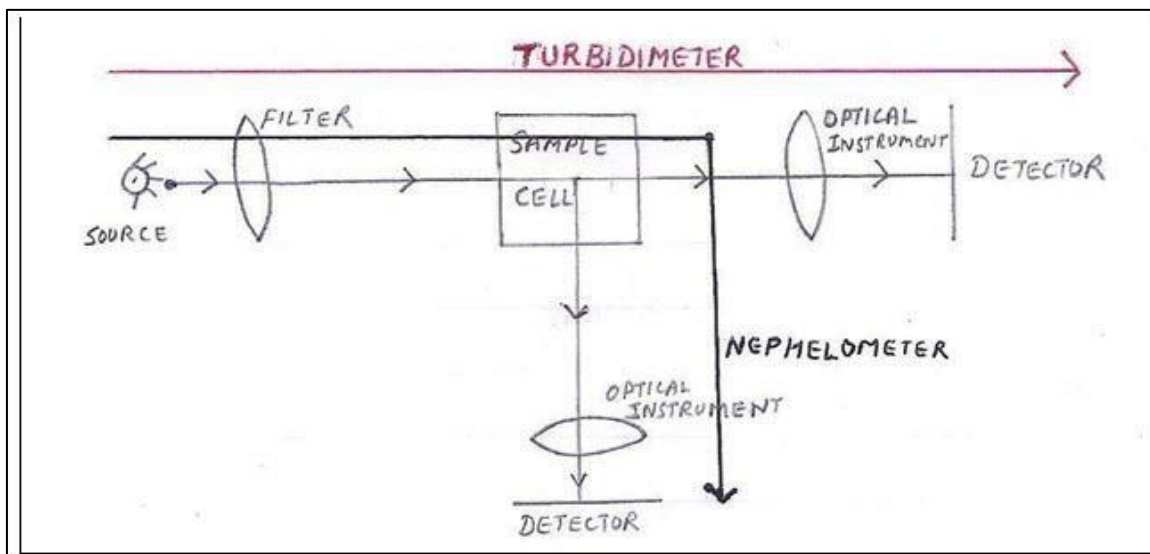 TURBIDIMETER
FILTER
OPTICAL
INSTRUMENT
SAMPLE
CELL
DETECTOR
SOURCE
NEPHELOMETER
OPTICAL
INSTRUMENT
DETECTOR